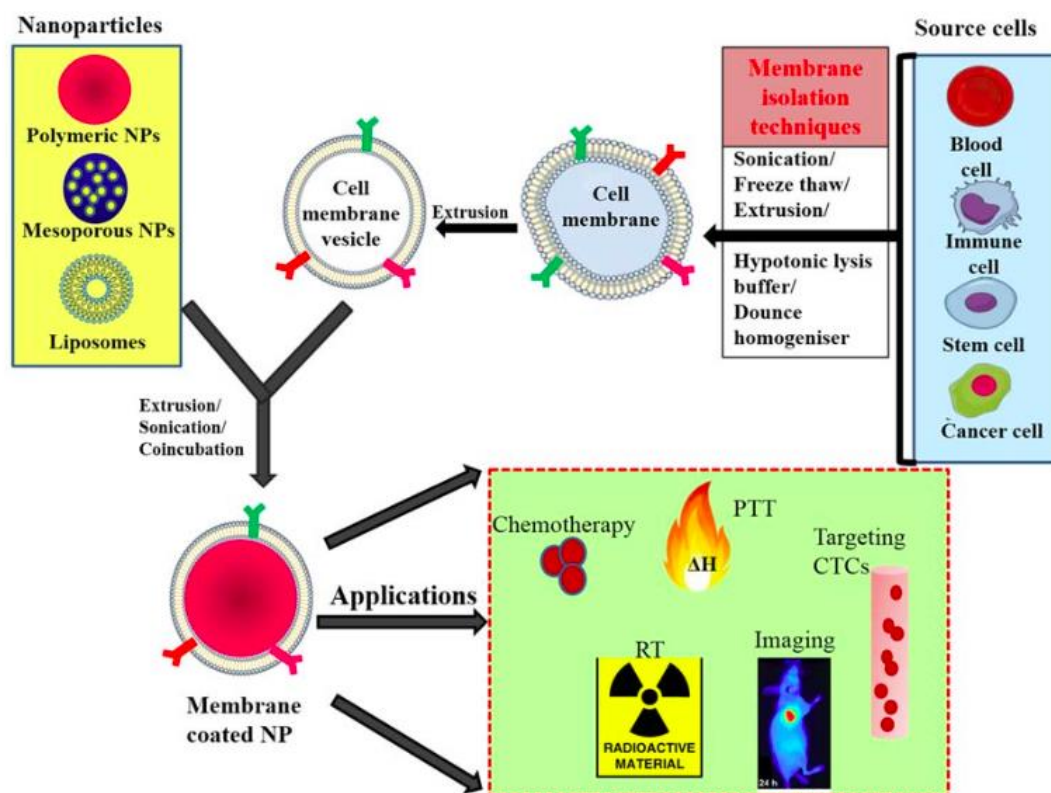 Nanoparticles
Polymeric NPs
Mesoporous NPs
Liposomes
Cell
membrane
vesicle
Extrusion
Cell
membrane
Membrane
isolation
techniques
Sonication/
Freeze thaw/
Extrusion/
Hypotonic lysis
buffer/
Dounce
homogeniser
Source cells
Blood
cell
Immune
cell
Stem cell
Cancer cell
Extrusion/
Sonication/
Coincubation
Membrane
coated NP
Applications
Chemotherapy
PTT
ΔH
Targeting
CTCs
RT
RADIOACTIVE
MATERIAL
Imaging
24 h